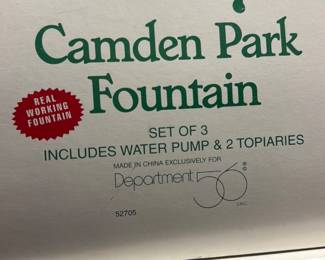 Camden Park
Fountain
REAL
WORKING
FOUNTAIN
SET OF 3
INCLUDES WATER PUMP & 2 TOPIARIES
MADE IN CHINA EXCLUSIVELY FOR
Department 56®
INC.
52705